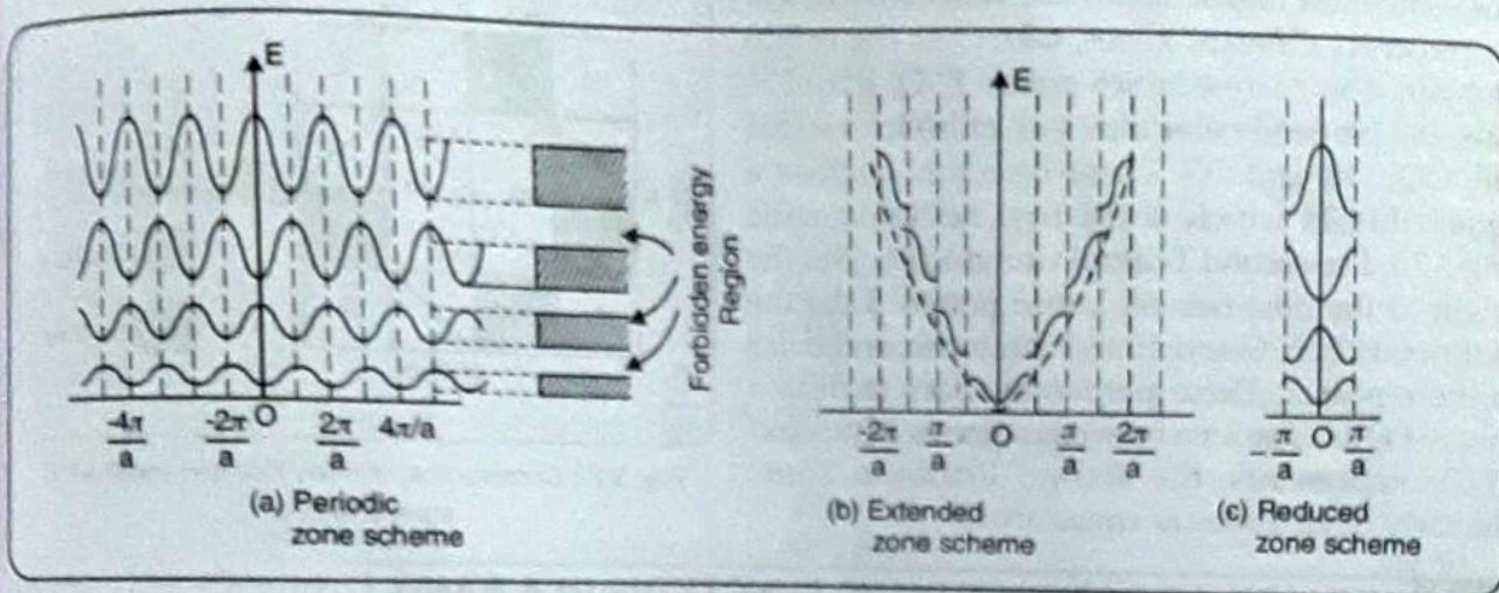 E
Forbidden energy
Region
-4π/a -2π/a O 2π/a 4π/a
(a) Periodic
zone scheme
E
-2π/a π/a O π/a 2π/a
(b) Extended
zone scheme
-π/a O π/a
(c) Reduced
zone scheme